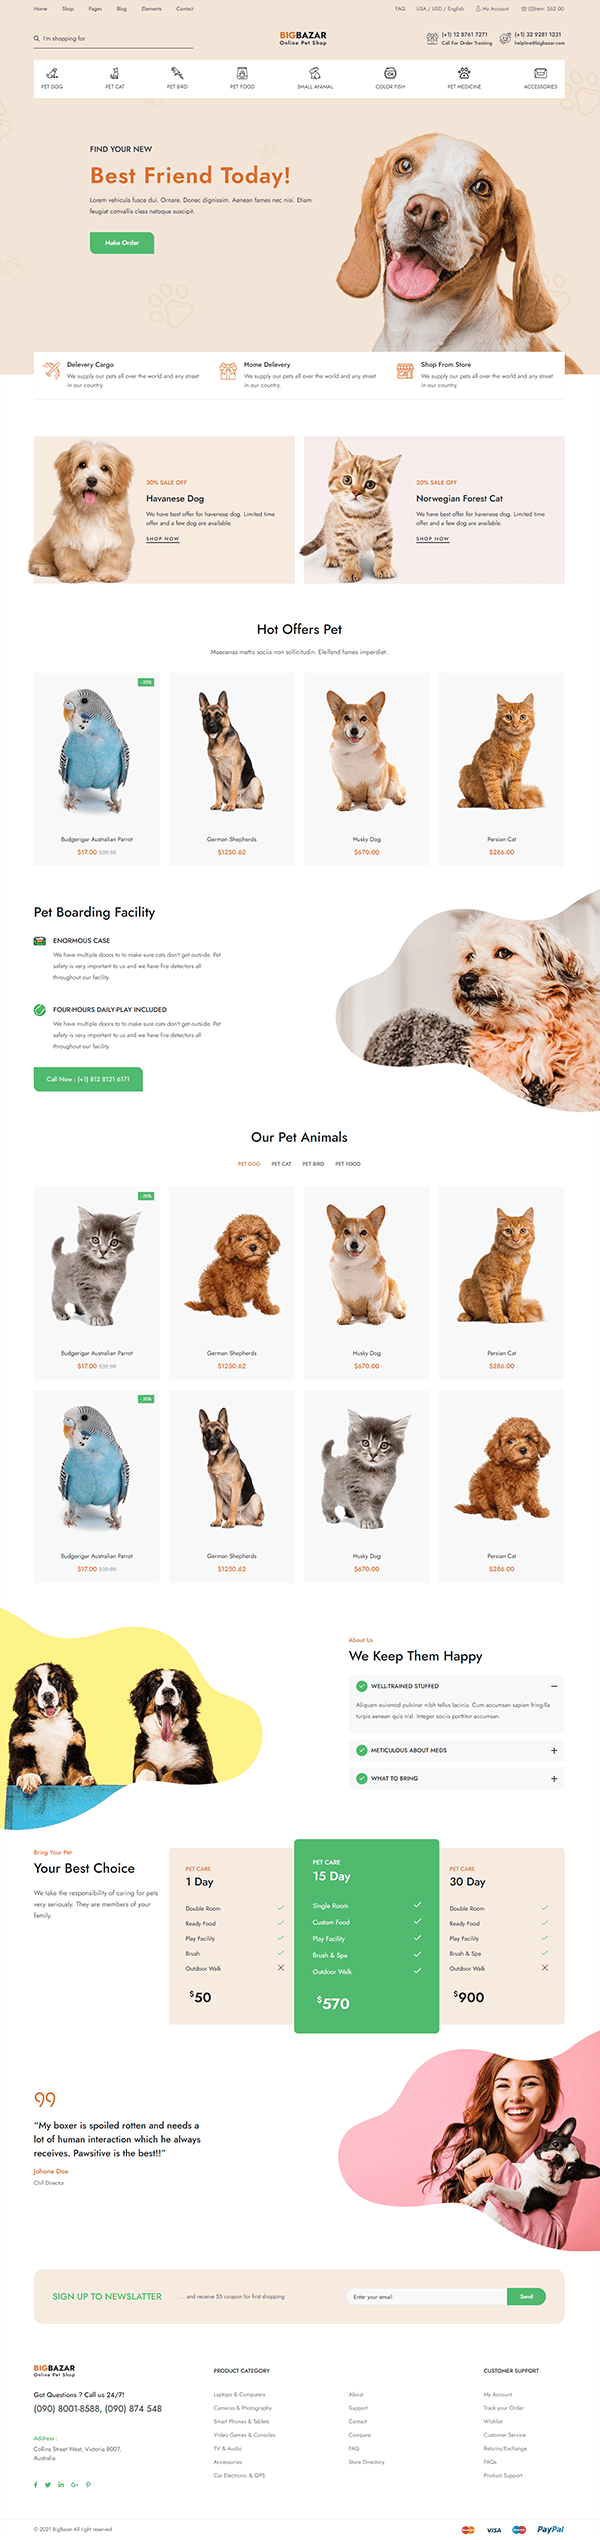 Home Shop Pages Blog Elements Contact FAQ USA / USD / English My Account (2)Item: $62.00
I'm shopping for
BIGBAZAR
Online Pet Shop
(+1) 12 8761 7271
Call For Order Tracking
(+1) 32 9281 1231
helpline@bigbazar.com
PET DOG PET CAT PET BIRD PET FOOD SMALL ANIMAL COLOR FISH PET MEDICINE ACCESSORIES
FIND YOUR NEW
Best Friend Today!
Lorem vehicula fusce dui. Ornare. Donec dignissim. Aenean fames nec nisi. Etiam
feugiat convallis class natoque suscipit.
Make Order
Delevery Cargo
We supply our pets all over the world and any street
in our country.
Home Delevery
We supply our pets all over the world and any street
in our country.
Shop From Store
We supply our pets all over the world and any street
in our country.
30% SALE OFF
Havanese Dog
We have best offer for havenese dog. Limited time
offer and a few dog are available.
SHOP NOW
20% SALE OFF
Norwegian Forest Cat
We have best offer for havenese dog. Limited time
offer and a few dog are available.
SHOP NOW
Hot Offers Pet
Maecenas mattis sociis non sollicitudin. Eleifend fames imperdiet.
Budgerigar Australian Parrot
$17.00 $32.88
German Shepherds
$1250.62
Husky Dog
$670.00
Persian Cat
$286.00
Pet Boarding Facility
ENORMOUS CASE
We have multiple doors to to make sure cats don't get outside. Pet
safety is very important to us and we have fire detectors all
throughout our facility.
FOUR-HOURS DAILY-PLAY INCLUDED
We have multiple doors to to make sure cats don't get outside. Pet
safety is very important to us and we have fire detectors all
throughout our facility.
Call Now : (+1) 812 8121 6171
Our Pet Animals
PET DOG PET CAT PET BIRD PET FOOD
Budgerigar Australian Parrot
$17.00 $32.88
German Shepherds
$1250.62
Husky Dog
$670.00
Persian Cat
$286.00
Budgerigar Australian Parrot
$17.00 $32.88
German Shepherds
$1250.62
Husky Dog
$670.00
Persian Cat
$286.00
About Us
We Keep Them Happy
WELL-TRAINED STUFFED
Aliquam euismod pulvinar nibh tellus lacinia. Cum accumsan sapien fringilla
turpis aenean quis nisl. Integer sociis porttitor accumsan.
METICULOUS ABOUT MEDS
WHAT TO BRING
Bring Your Pet
Your Best Choice
We take the responsibility of caring for pets
very seriously. They are members of your
family.
PET CARE
1 Day
Double Room
Ready Food
Play Facility
Brush
Outdoor Walk
$50
PET CARE
15 Day
Single Room
Custom Food
Play Facility
Brush & Spa
Outdoor Walk
$570
PET CARE
30 Day
Double Room
Ready Food
Play Facility
Brush & Spa
Outdoor Walk
$900
“My boxer is spoiled rotten and needs a
lot of human interaction which he always
receives. Pawsitive is the best!!”
Johone Doe
Chif Director
SIGN UP TO NEWSLATTER
.... and receive $5 coupon for first shopping
Enter your email
Send
BIGBAZAR
Online Pet Shop
Got Questions ? Call us 24/7!
(090) 8001-8588, (090) 874 548
Address :
Collins Street West, Victoria 8007,
Australia
PRODUCT CATEGORY
Laptops & Computers
Cameras & Photography
Smart Phones & Tablets
Video Games & Consoles
TV & Audio
Accessories
Car Electronic & GPS
About
Support
Contact
Compare
FAQ
Store Directory
CUSTOMER SUPPORT
My Account
Track your Order
Wishlist
Customer Service
Returns/Exchange
FAQs
Product Support
© 2021 BigBazar All right reserved
VISA PayPal